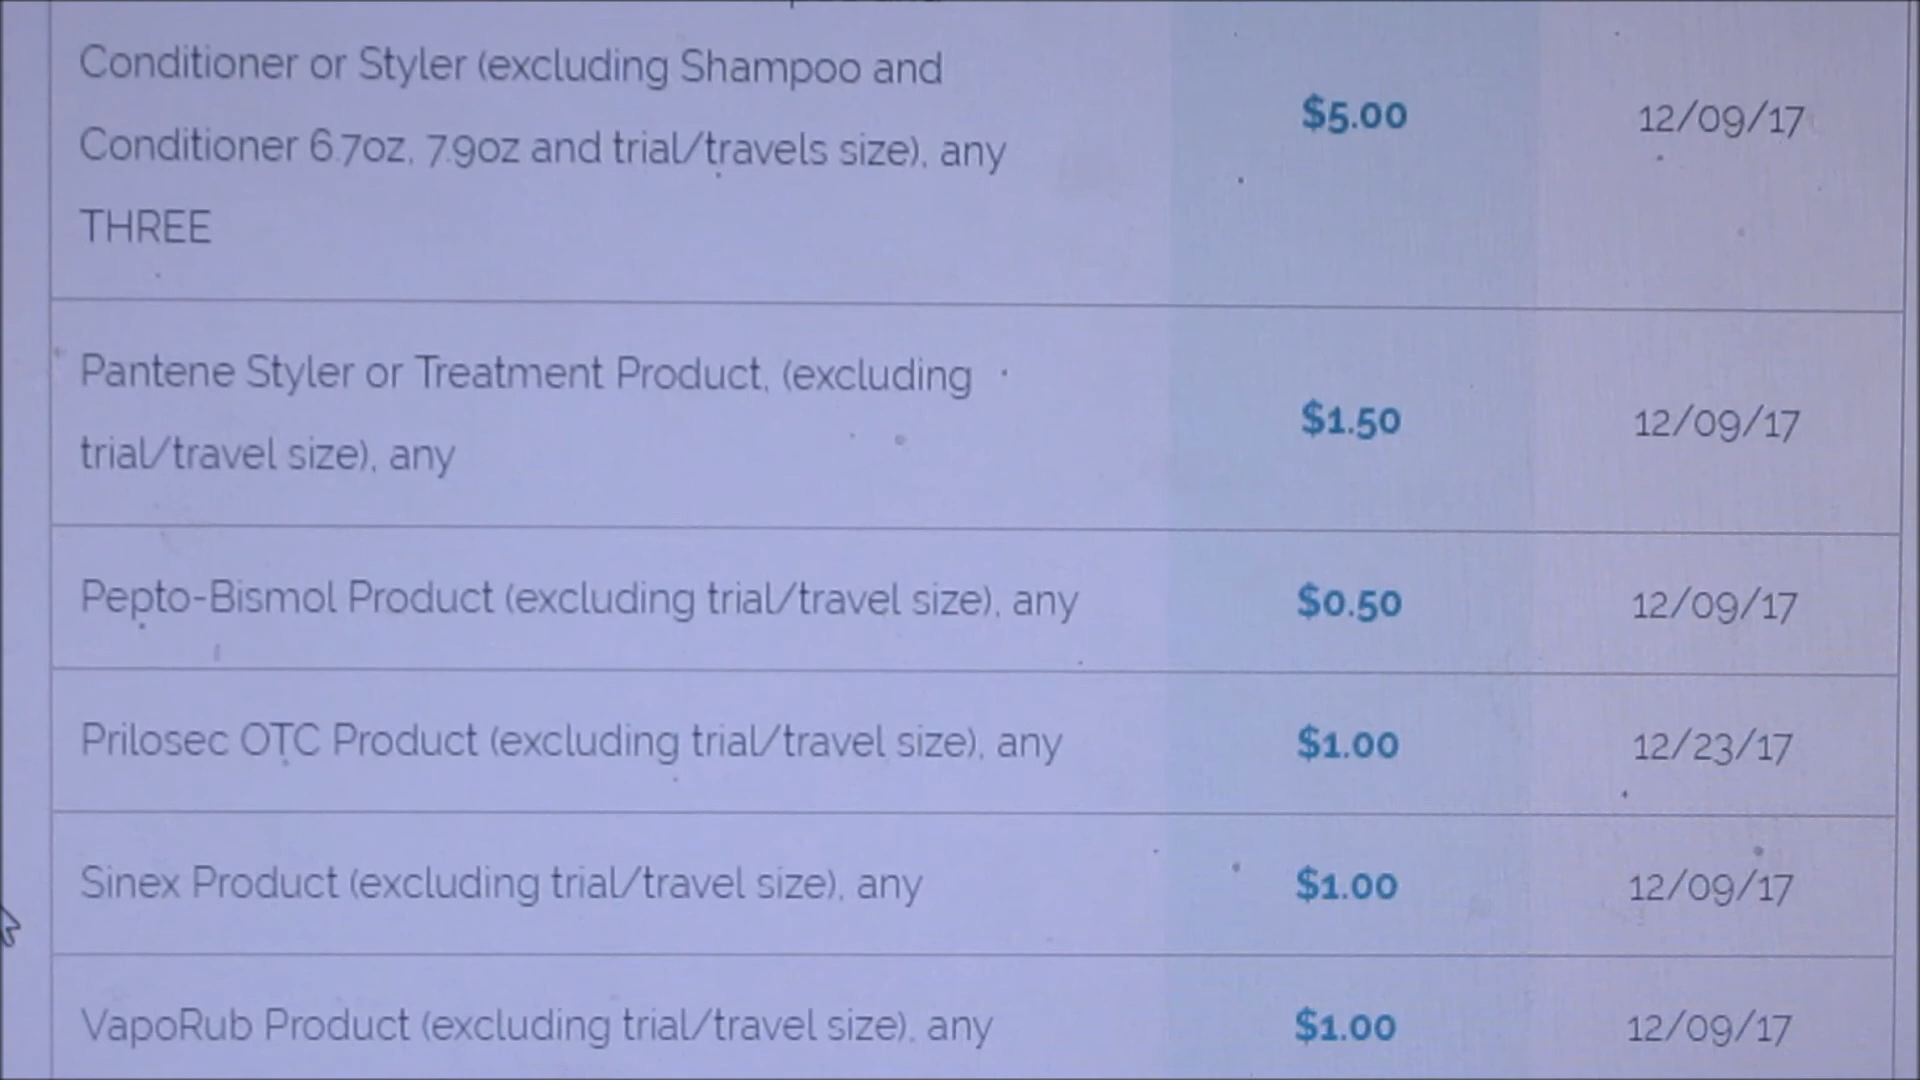 Conditioner or Styler (excluding Shampoo and
Conditioner 6.7oz, 7.9oz and trial/travels size), any
THREE
$5.00
12/09/17
Pantene Styler or Treatment Product, (excluding
trial/travel size), any
$1.50
12/09/17
Pepto-Bismol Product (excluding trial/travel size), any
$0.50
12/09/17
Prilosec OTC Product (excluding trial/travel size), any
$1.00
12/23/17
Sinex Product (excluding trial/travel size), any
$1.00
12/09/17
VapoRub Product (excluding trial/travel size), any
$1.00
12/09/17